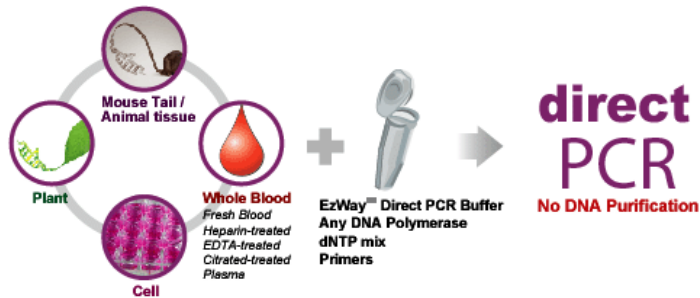 Mouse Tail /
Animal tissue
Plant
Whole Blood
Fresh Blood
Heparin-treated
EDTA-treated
Citrated-treated
Plasma
Cell
EzWay™ Direct PCR Buffer
Any DNA Polymerase
dNTP mix
Primers
direct
PCR
No DNA Purification